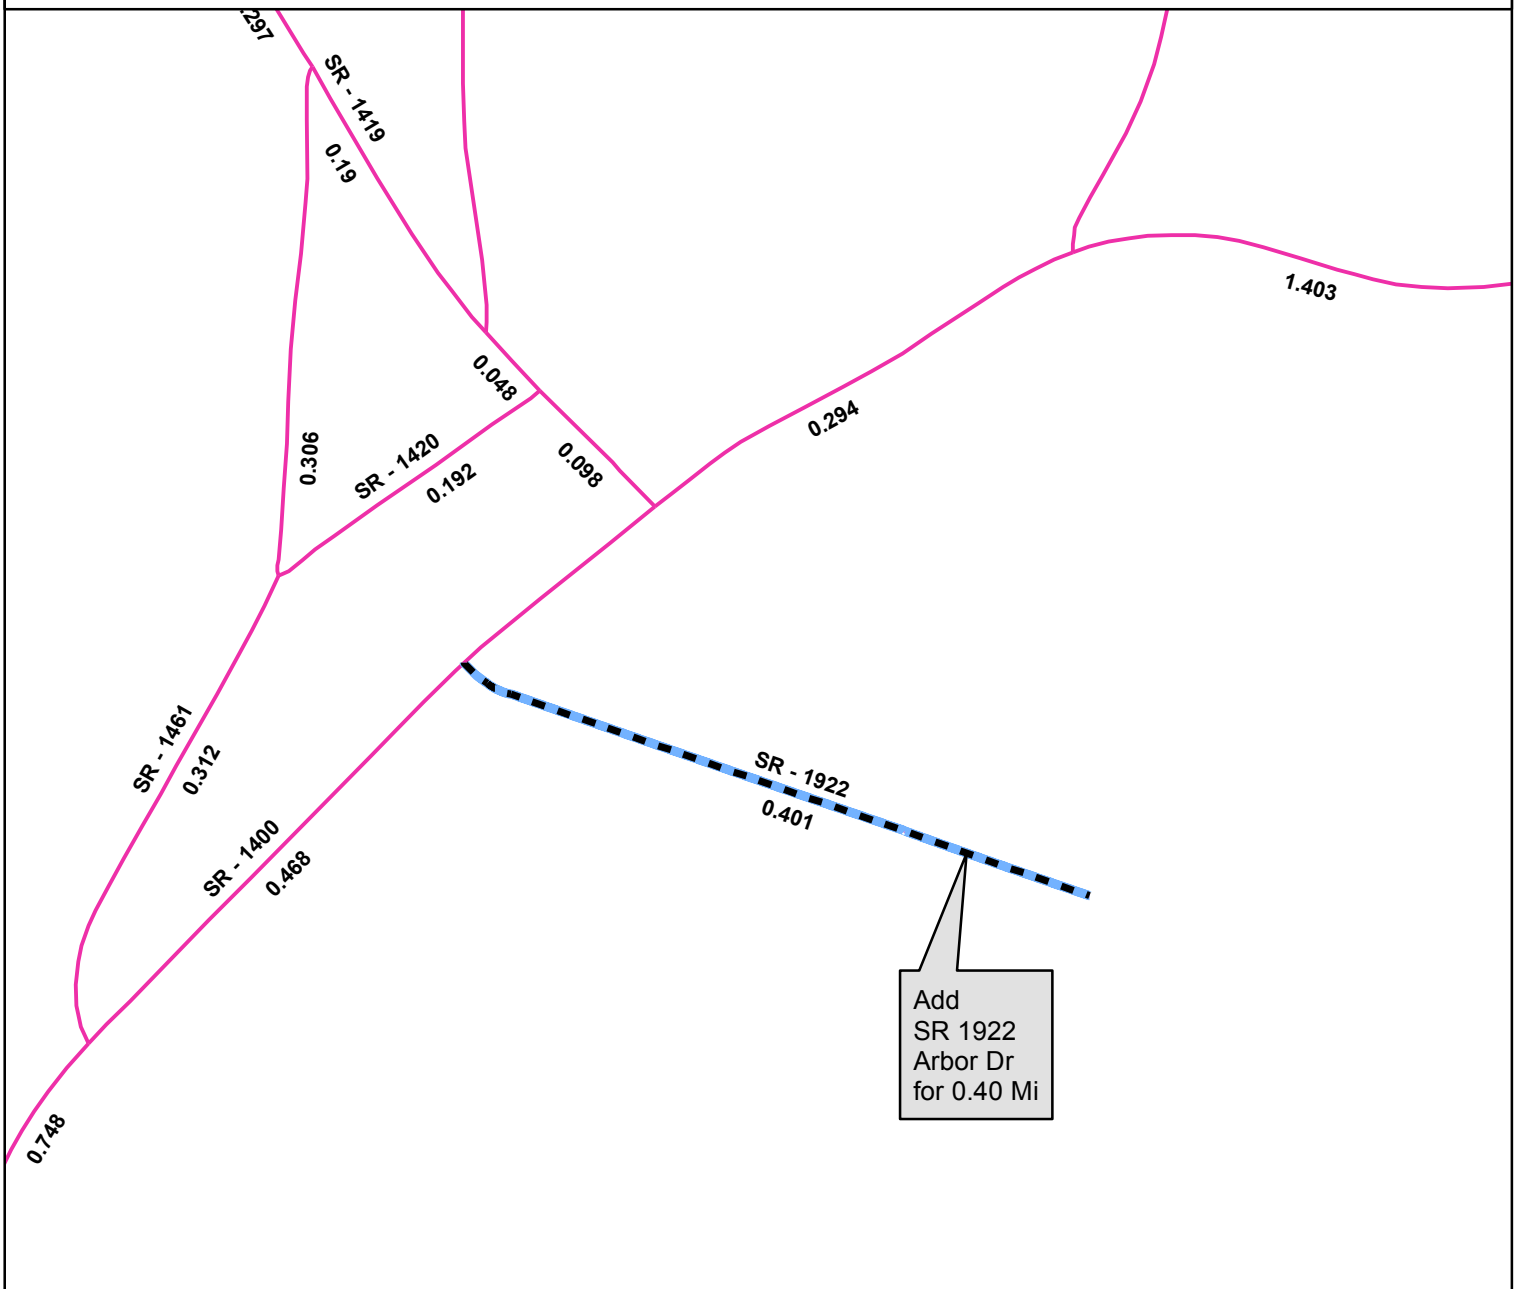 .297
SR - 1419
0.19
1.403
0.048
0.294
0.306
SR - 1420
0.192
0.098
SR - 1461
0.312
SR - 1922
0.401
SR - 1400
0.468
Add
SR 1922
Arbor Dr
for 0.40 Mi
0.748